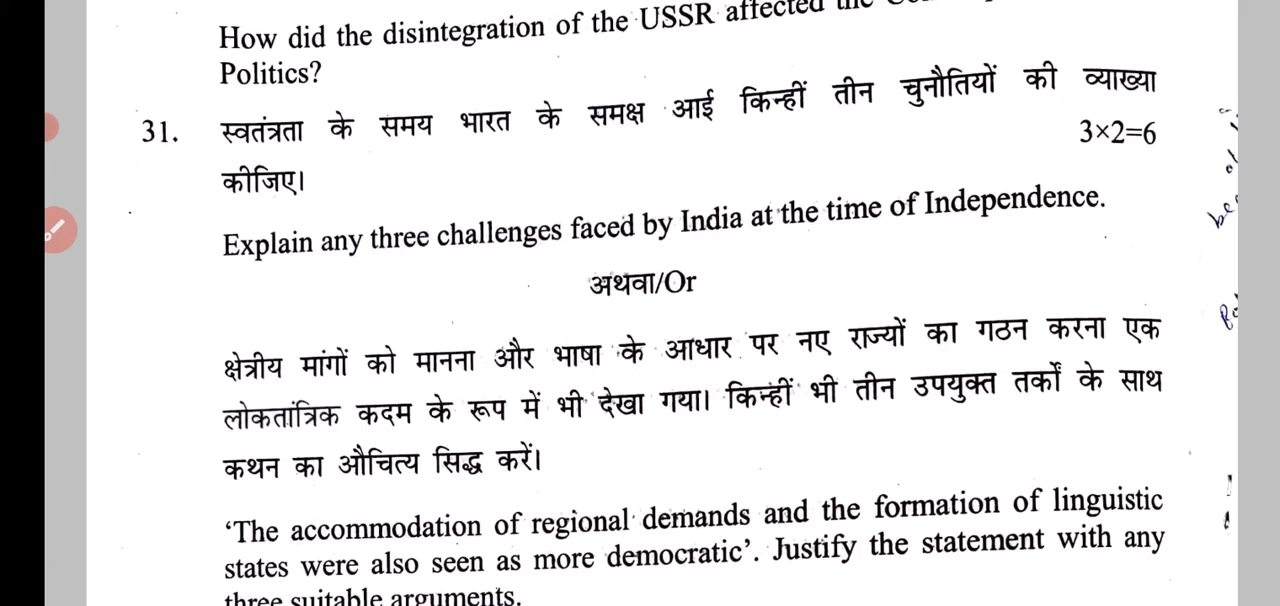 How did the disintegration of the USSR affected the
Politics?
31. स्वतंत्रता के समय भारत के समक्ष आई किन्हीं तीन चुनौतियों की व्याख्या
कीजिए। 3×2=6
Explain any three challenges faced by India at the time of Independence.
अथवा/Or
क्षेत्रीय मांगों को मानना और भाषा के आधार पर नए राज्यों का गठन करना एक
लोकतांत्रिक कदम के रूप में भी देखा गया। किन्हीं भी तीन उपयुक्त तर्कों के साथ
कथन का औचित्य सिद्ध करें।
‘The accommodation of regional demands and the formation of linguistic
states were also seen as more democratic’. Justify the statement with any
three suitable arguments.